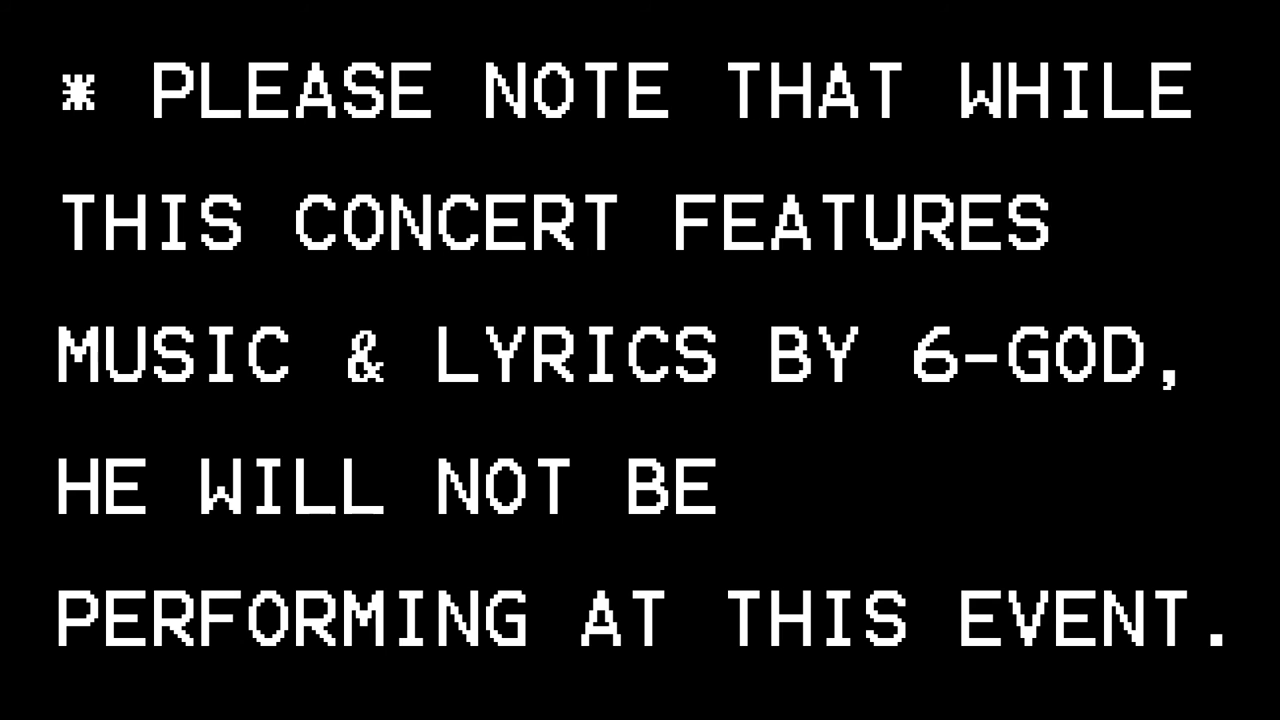 * PLEASE NOTE THAT WHILE
THIS CONCERT FEATURES
MUSIC & LYRICS BY 6-GOD,
HE WILL NOT BE
PERFORMING AT THIS EVENT.